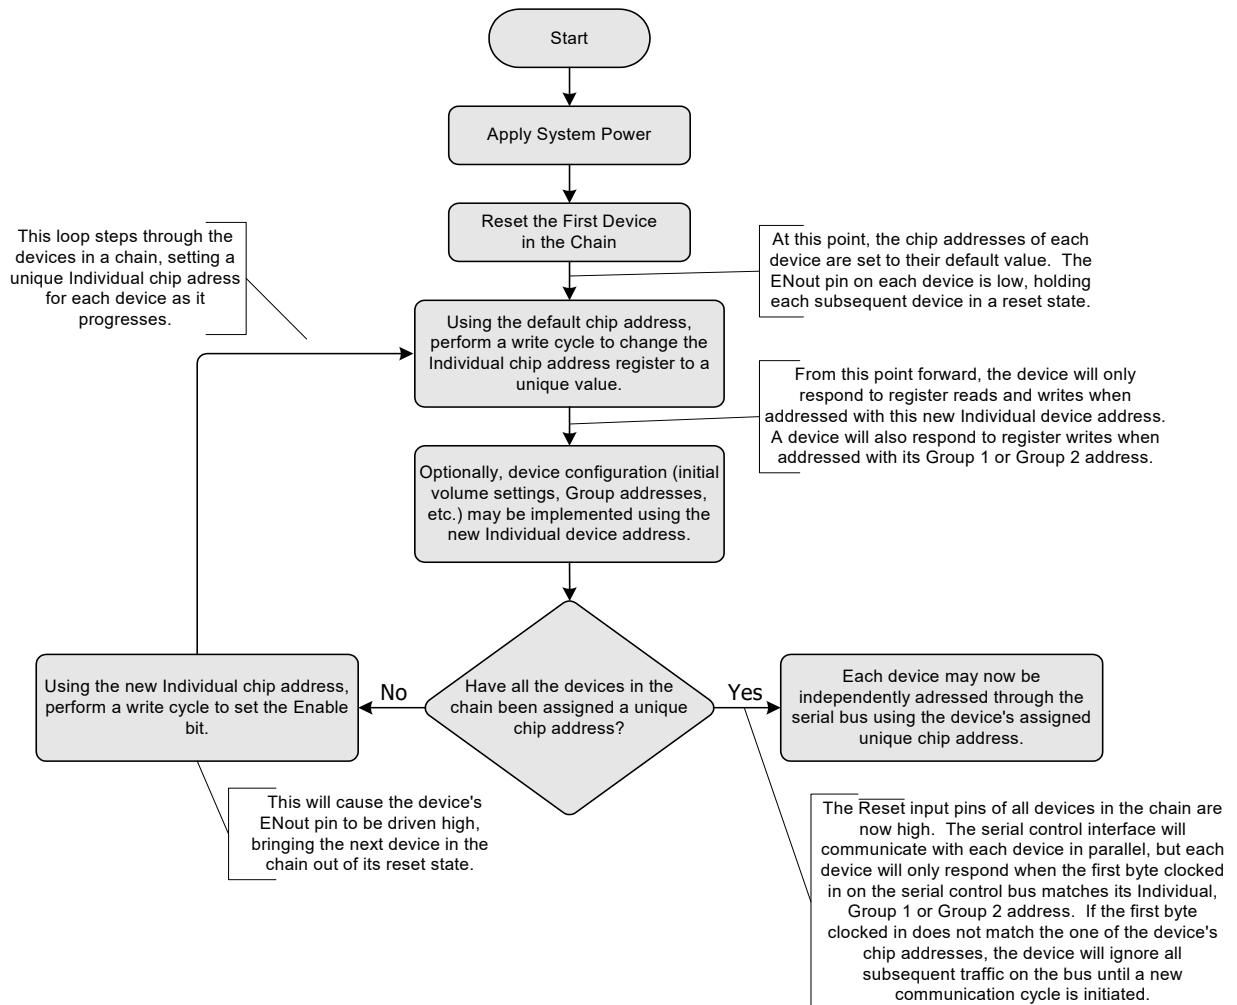 Start
Apply System Power
Reset the First Device
in the Chain
This loop steps through the
devices in a chain, setting a
unique Individual chip adress
for each device as it
progresses.
At this point, the chip addresses of each
device are set to their default value.  The
ENout pin on each device is low, holding
each subsequent device in a reset state.
Using the default chip address,
perform a write cycle to change the
Individual chip address register to a
unique value.
From this point forward, the device will only
respond to register reads and writes when
addressed with this new Individual device address.
A device will also respond to register writes when
addressed with its Group 1 or Group 2 address.
Optionally, device configuration (initial
volume settings, Group addresses,
etc.) may be implemented using the
new Individual device address.
Have all the devices in the
chain been assigned a unique
chip address?
No
Yes
Using the new Individual chip address,
perform a write cycle to set the Enable
bit.
Each device may now be
independently adressed through the
serial bus using the device's assigned
unique chip address.
This will cause the device's
ENout pin to be driven high,
bringing the next device in the
chain out of its reset state.
The Reset input pins of all devices in the chain are
now high.  The serial control interface will
communicate with each device in parallel, but each
device will only respond when the first byte clocked
in on the serial control bus matches its Individual,
Group 1 or Group 2 address.  If the first byte
clocked in does not match the one of the device's
chip addresses, the device will ignore all
subsequent traffic on the bus until a new
communication cycle is initiated.